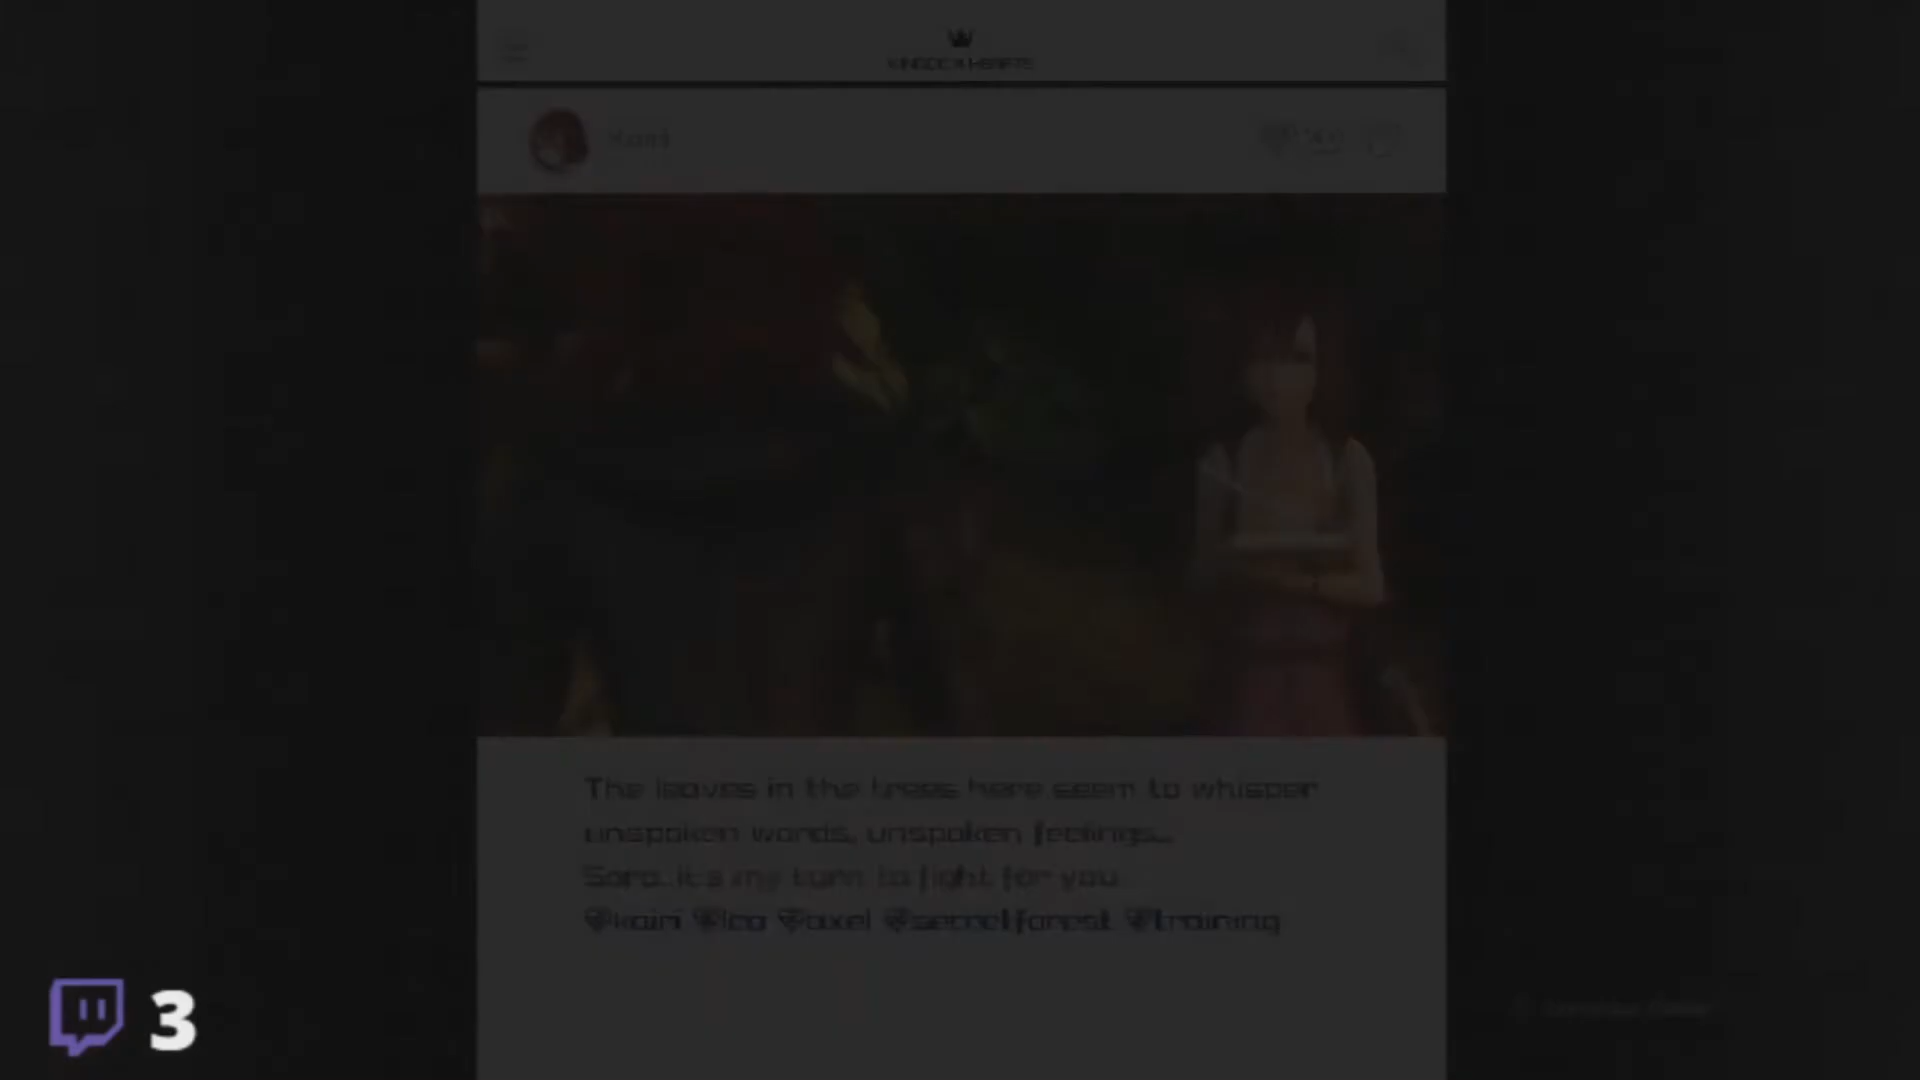 KINGDOM HEARTS
Kairi
The leaves in the trees here seem to whisper
unspoken words, unspoken feelings...
Sora...it's my turn to fight for you.
kairi lea axel secretforest training
3